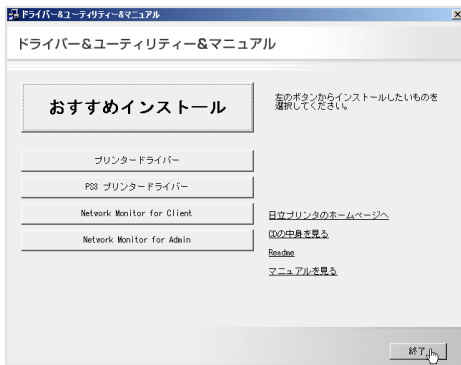 ドライバー&ユーティリティー&マニュアル
ドライバー&ユーティリティー&マニュアル
おすすめインストール
左のボタンからインストールしたいものを
選択してください。
プリンタードライバー
PS3 プリンタードライバー
Network Monitor for Client
Network Monitor for Admin
日立プリンタのホームページへ
CDの中身を見る
Readme
マニュアルを見る
終了